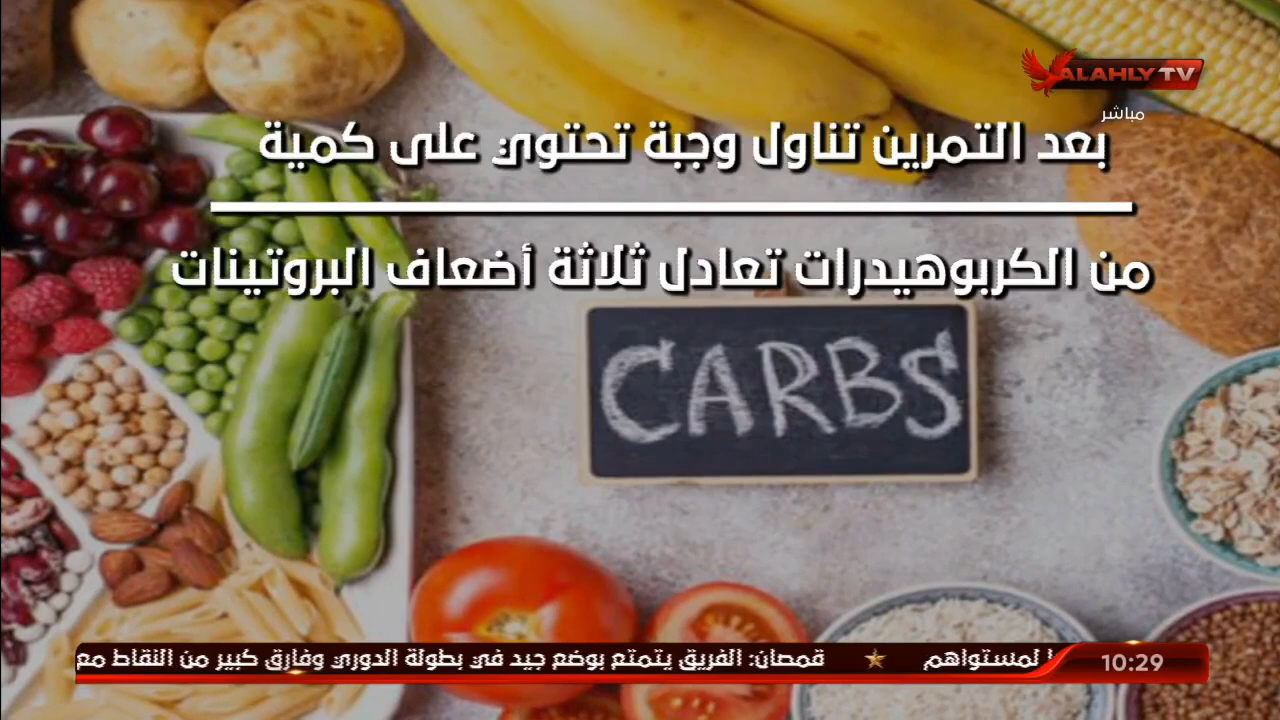 ALAHLY TV
مباشر
بعد التمرين تناول وجبة تحتوي على كمية
من الكربوهيدرات تعادل ثلاثة أضعاف البروتينات
CARBS
لمستواهم ★ قمصان: الفريق يتمتع بوضع جيد في بطولة الدوري وفارق كبير من النقاط مع
10:29